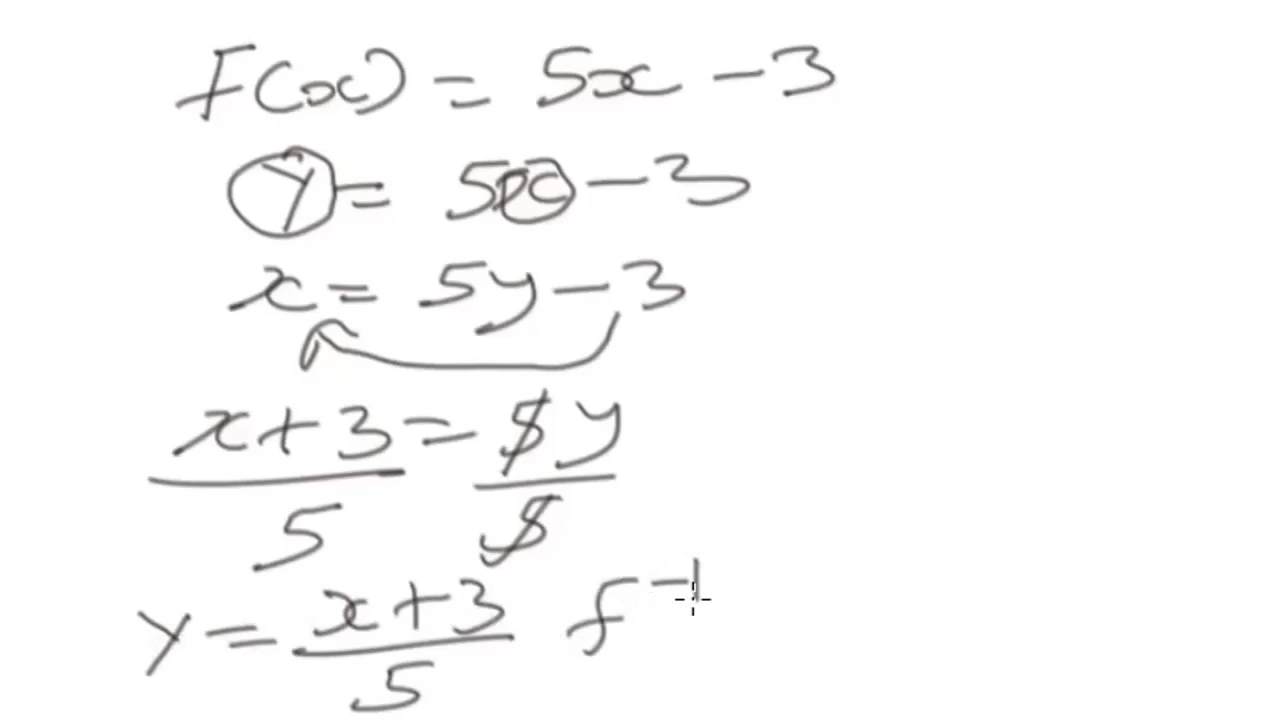 F(x) = 5x - 3
y = 5x - 3
x = 5y - 3
x + 3 = 5y
5 5
y = x + 3 f -1
5